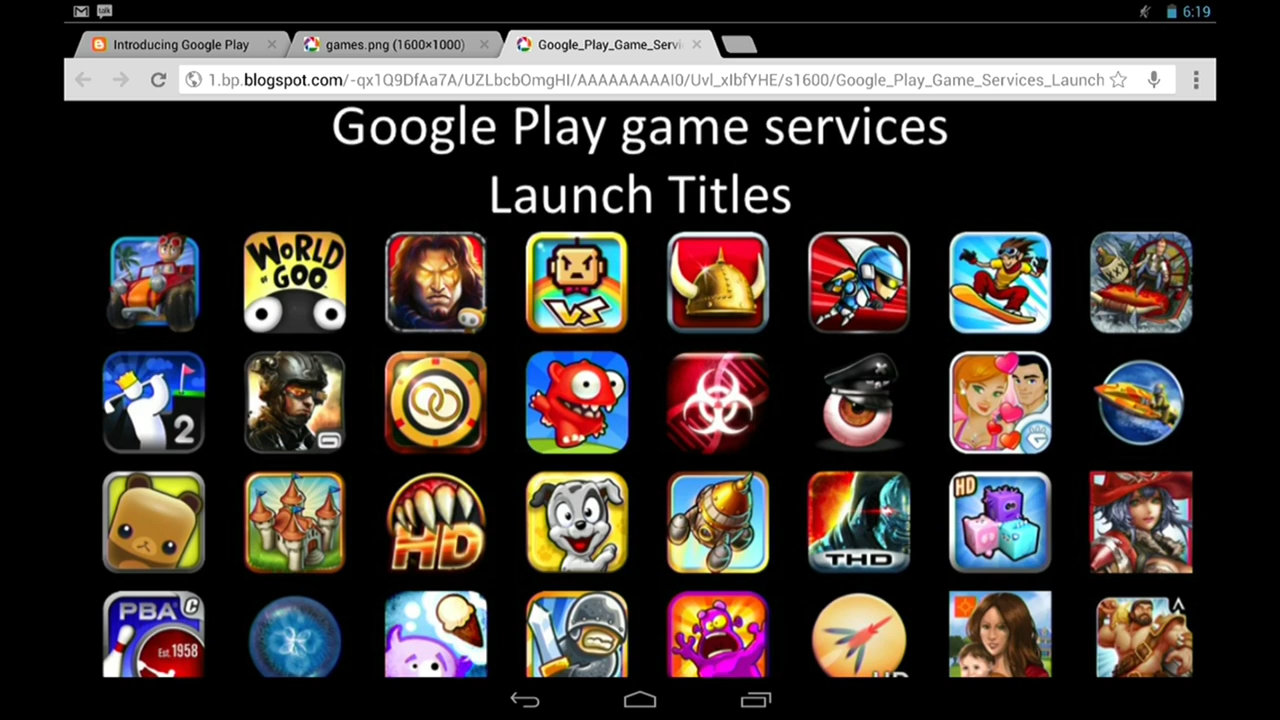 talk
6:19
Introducing Google Play
games.png (1600×1000)
Google_Play_Game_Servi
1.bp.blogspot.com/-qx1Q9DfAa7A/UZLbcbOmgHI/AAAAAAAAAI0/Uvl_xIbfYHE/s1600/Google_Play_Game_Services_Launch
Google Play game services
Launch Titles
WORLD
OF
GOO
VS
2
HD
THD
HD
PBA
C
Est. 1958
HD